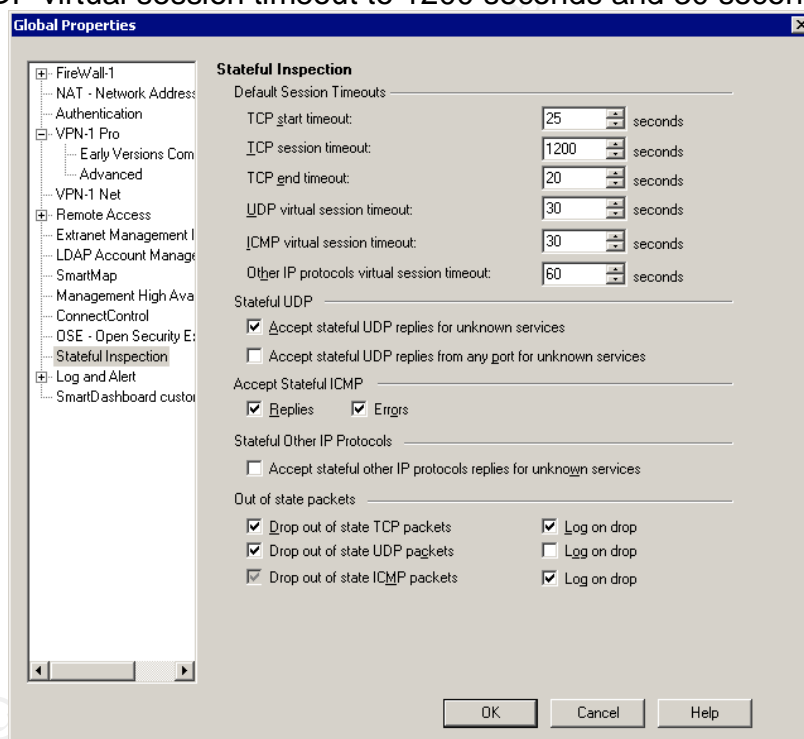 virtual session timeout to 1200 seconds and
Global Properties
FireWall-1
NAT - Network Address
Authentication
VPN-1 Pro
Early Versions Com
Advanced
VPN-1 Net
Remote Access
Extranet Management I
LDAP Account Manage
SmartMap
Management High Ava
ConnectControl
OSE - Open Security E
Stateful Inspection
Log and Alert
SmartDashboard custo
Stateful Inspection
Default Session Timeouts
TCP start timeout: 25 seconds
TCP session timeout: 1200 seconds
TCP end timeout: 20 seconds
UDP virtual session timeout: 30 seconds
ICMP virtual session timeout: 30 seconds
Other IP protocols virtual session timeout: 60 seconds
Stateful UDP
Accept stateful UDP replies for unknown services
Accept stateful UDP replies from any port for unknown services
Accept Stateful ICMP
Replies Errors
Stateful Other IP Protocols
Accept stateful other IP protocols replies for unknown services
Out of state packets
Drop out of state TCP packets Log on drop
Drop out of state UDP packets Log on drop
Drop out of state ICMP packets Log on drop
OK Cancel Help